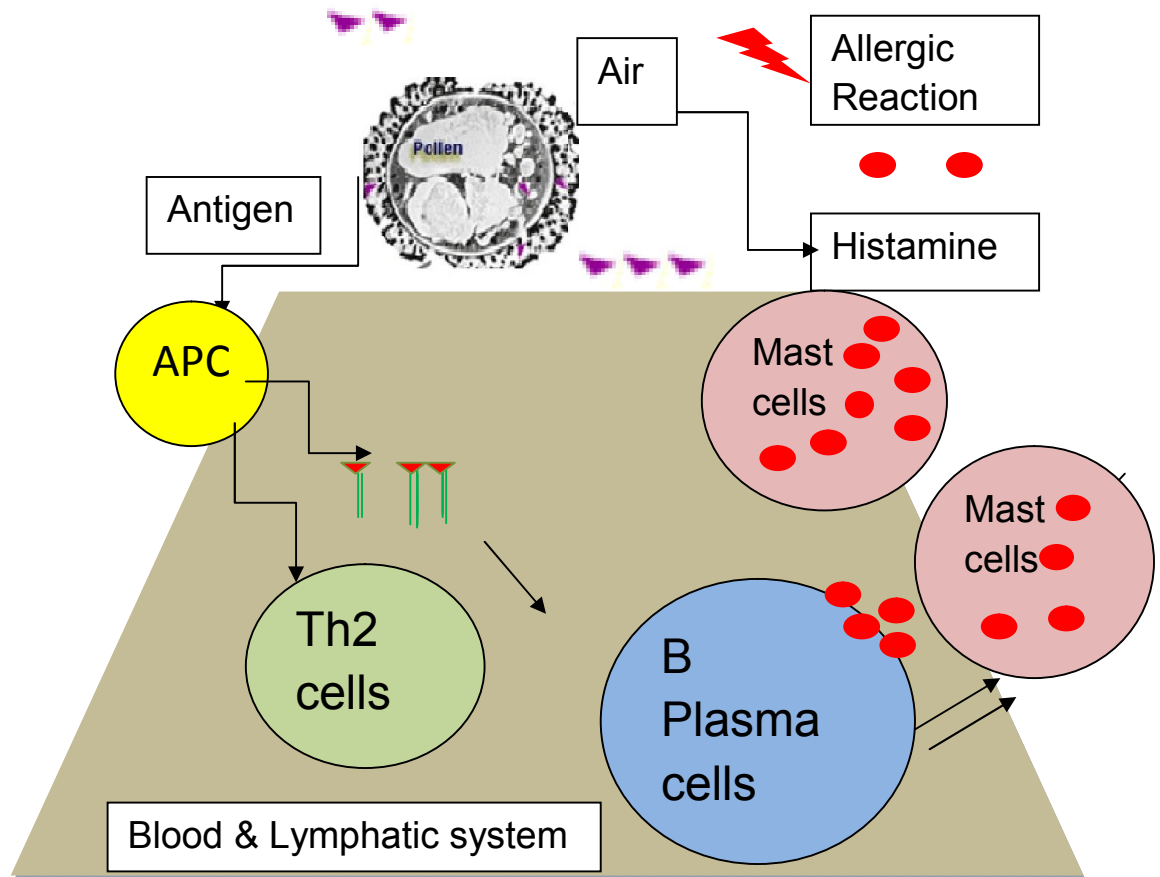 Air
Allergic
Reaction
Pollen
Antigen
Histamine
APC
Mast
cells
Mast
cells
Th2
cells
B
Plasma
cells
Blood & Lymphatic system